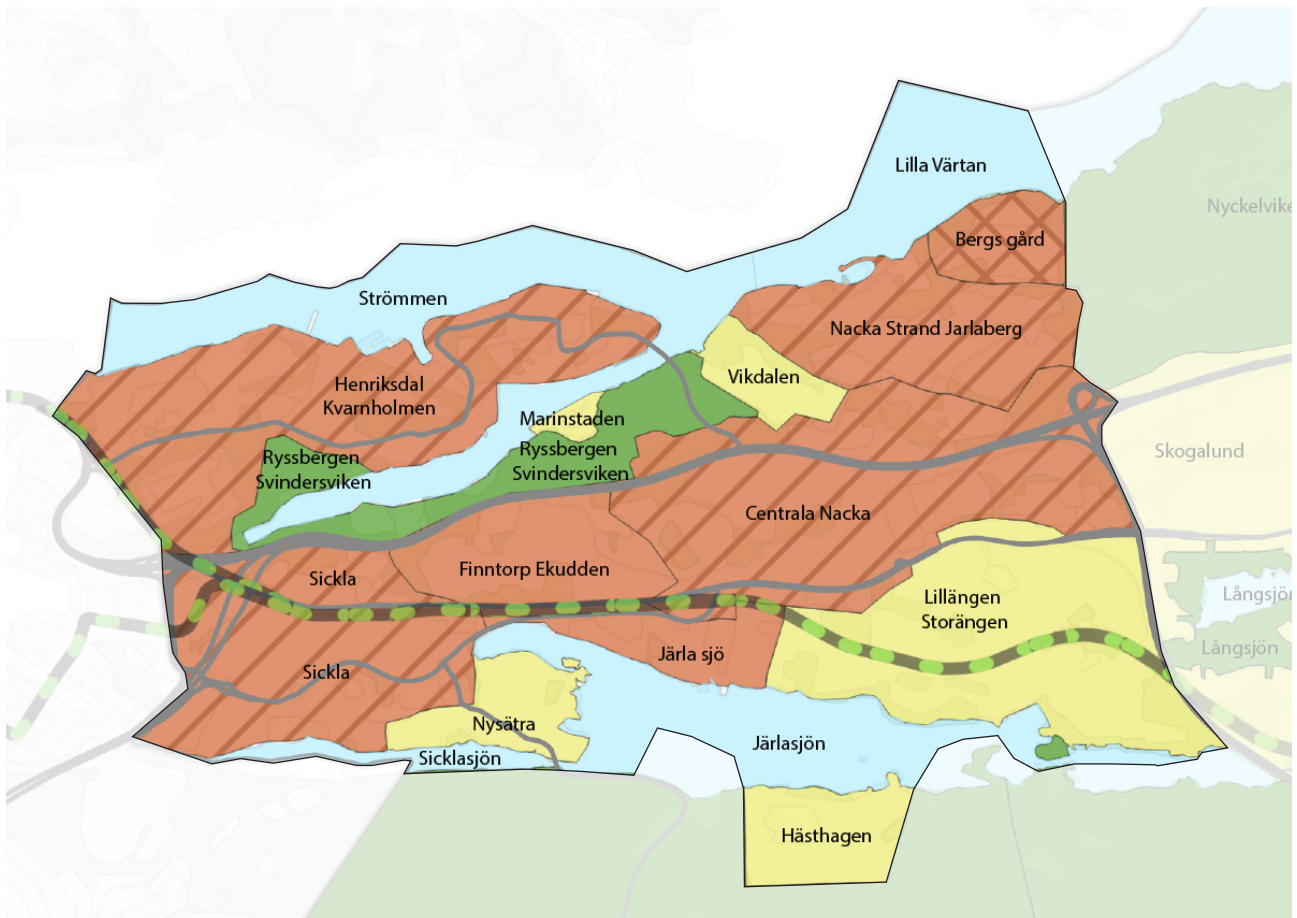 Lilla Värtan
Nyckelvike
Bergs gård
Strömmen
Nacka Strand Jarlaberg
Henriksdal
Kvarnholmen
Vikdalen
Marinstaden
Ryssbergen
Svindersviken
Ryssbergen
Svindersviken
Skogalund
Centrala Nacka
Sickla
Finntorp Ekudden
Lillängen
Storängen
Långsjön
Långsjön
Järla sjö
Sickla
Nysätra
Järlasjön
Sicklasjön
Hästhagen